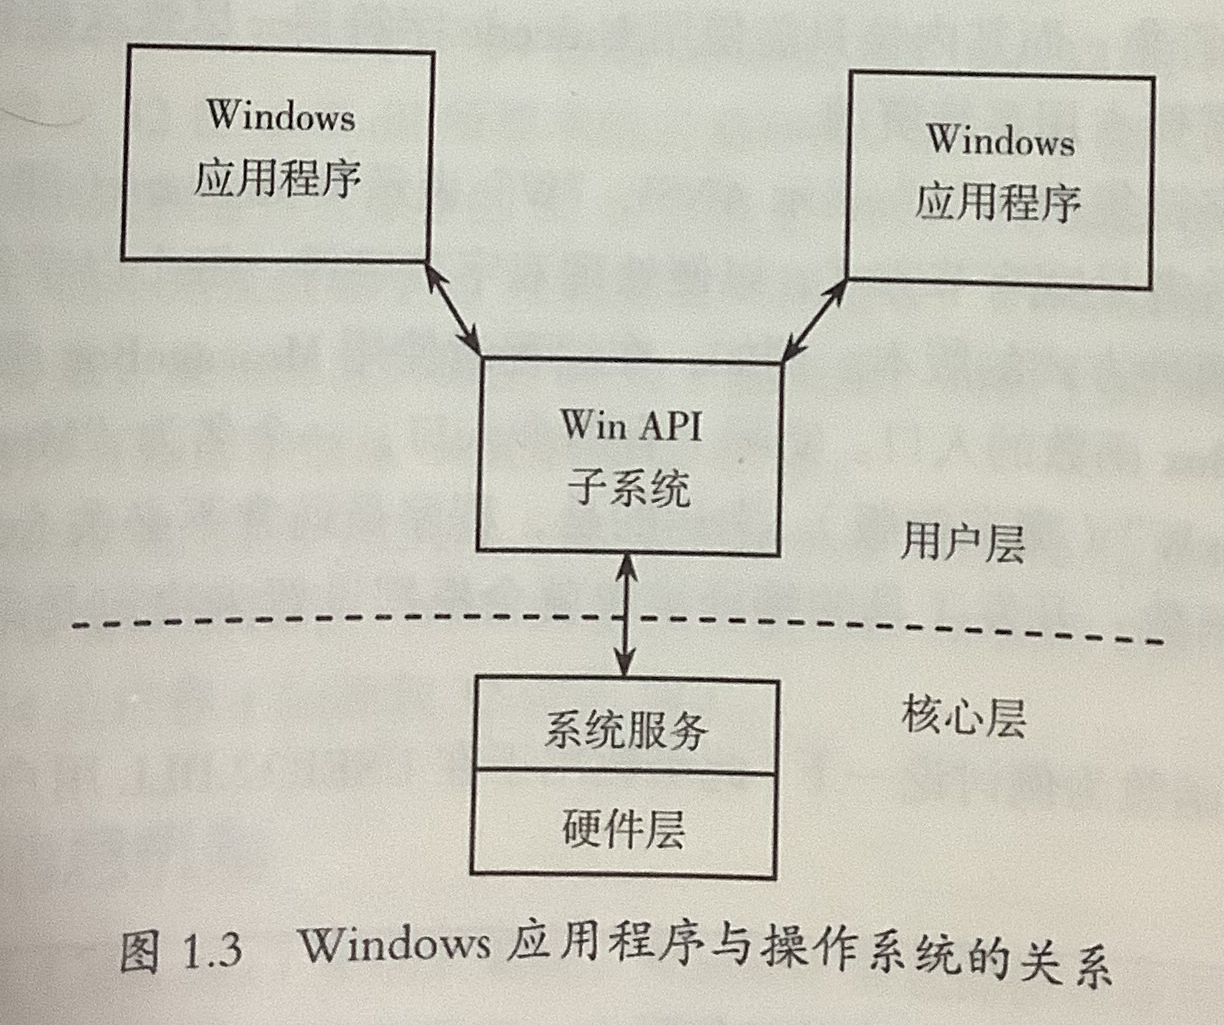 Windows
应用程序
Windows
应用程序
Win API
子系统
用户层
核心层
系统服务
硬件层
图 1.3 Windows 应用程序与操作系统的关系